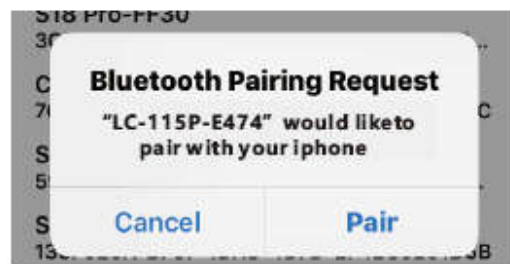 S18 Pro-FF30
Bluetooth Pairing Request
“LC-115P-E474” would liketo
pair with your iphone
Cancel
Pair